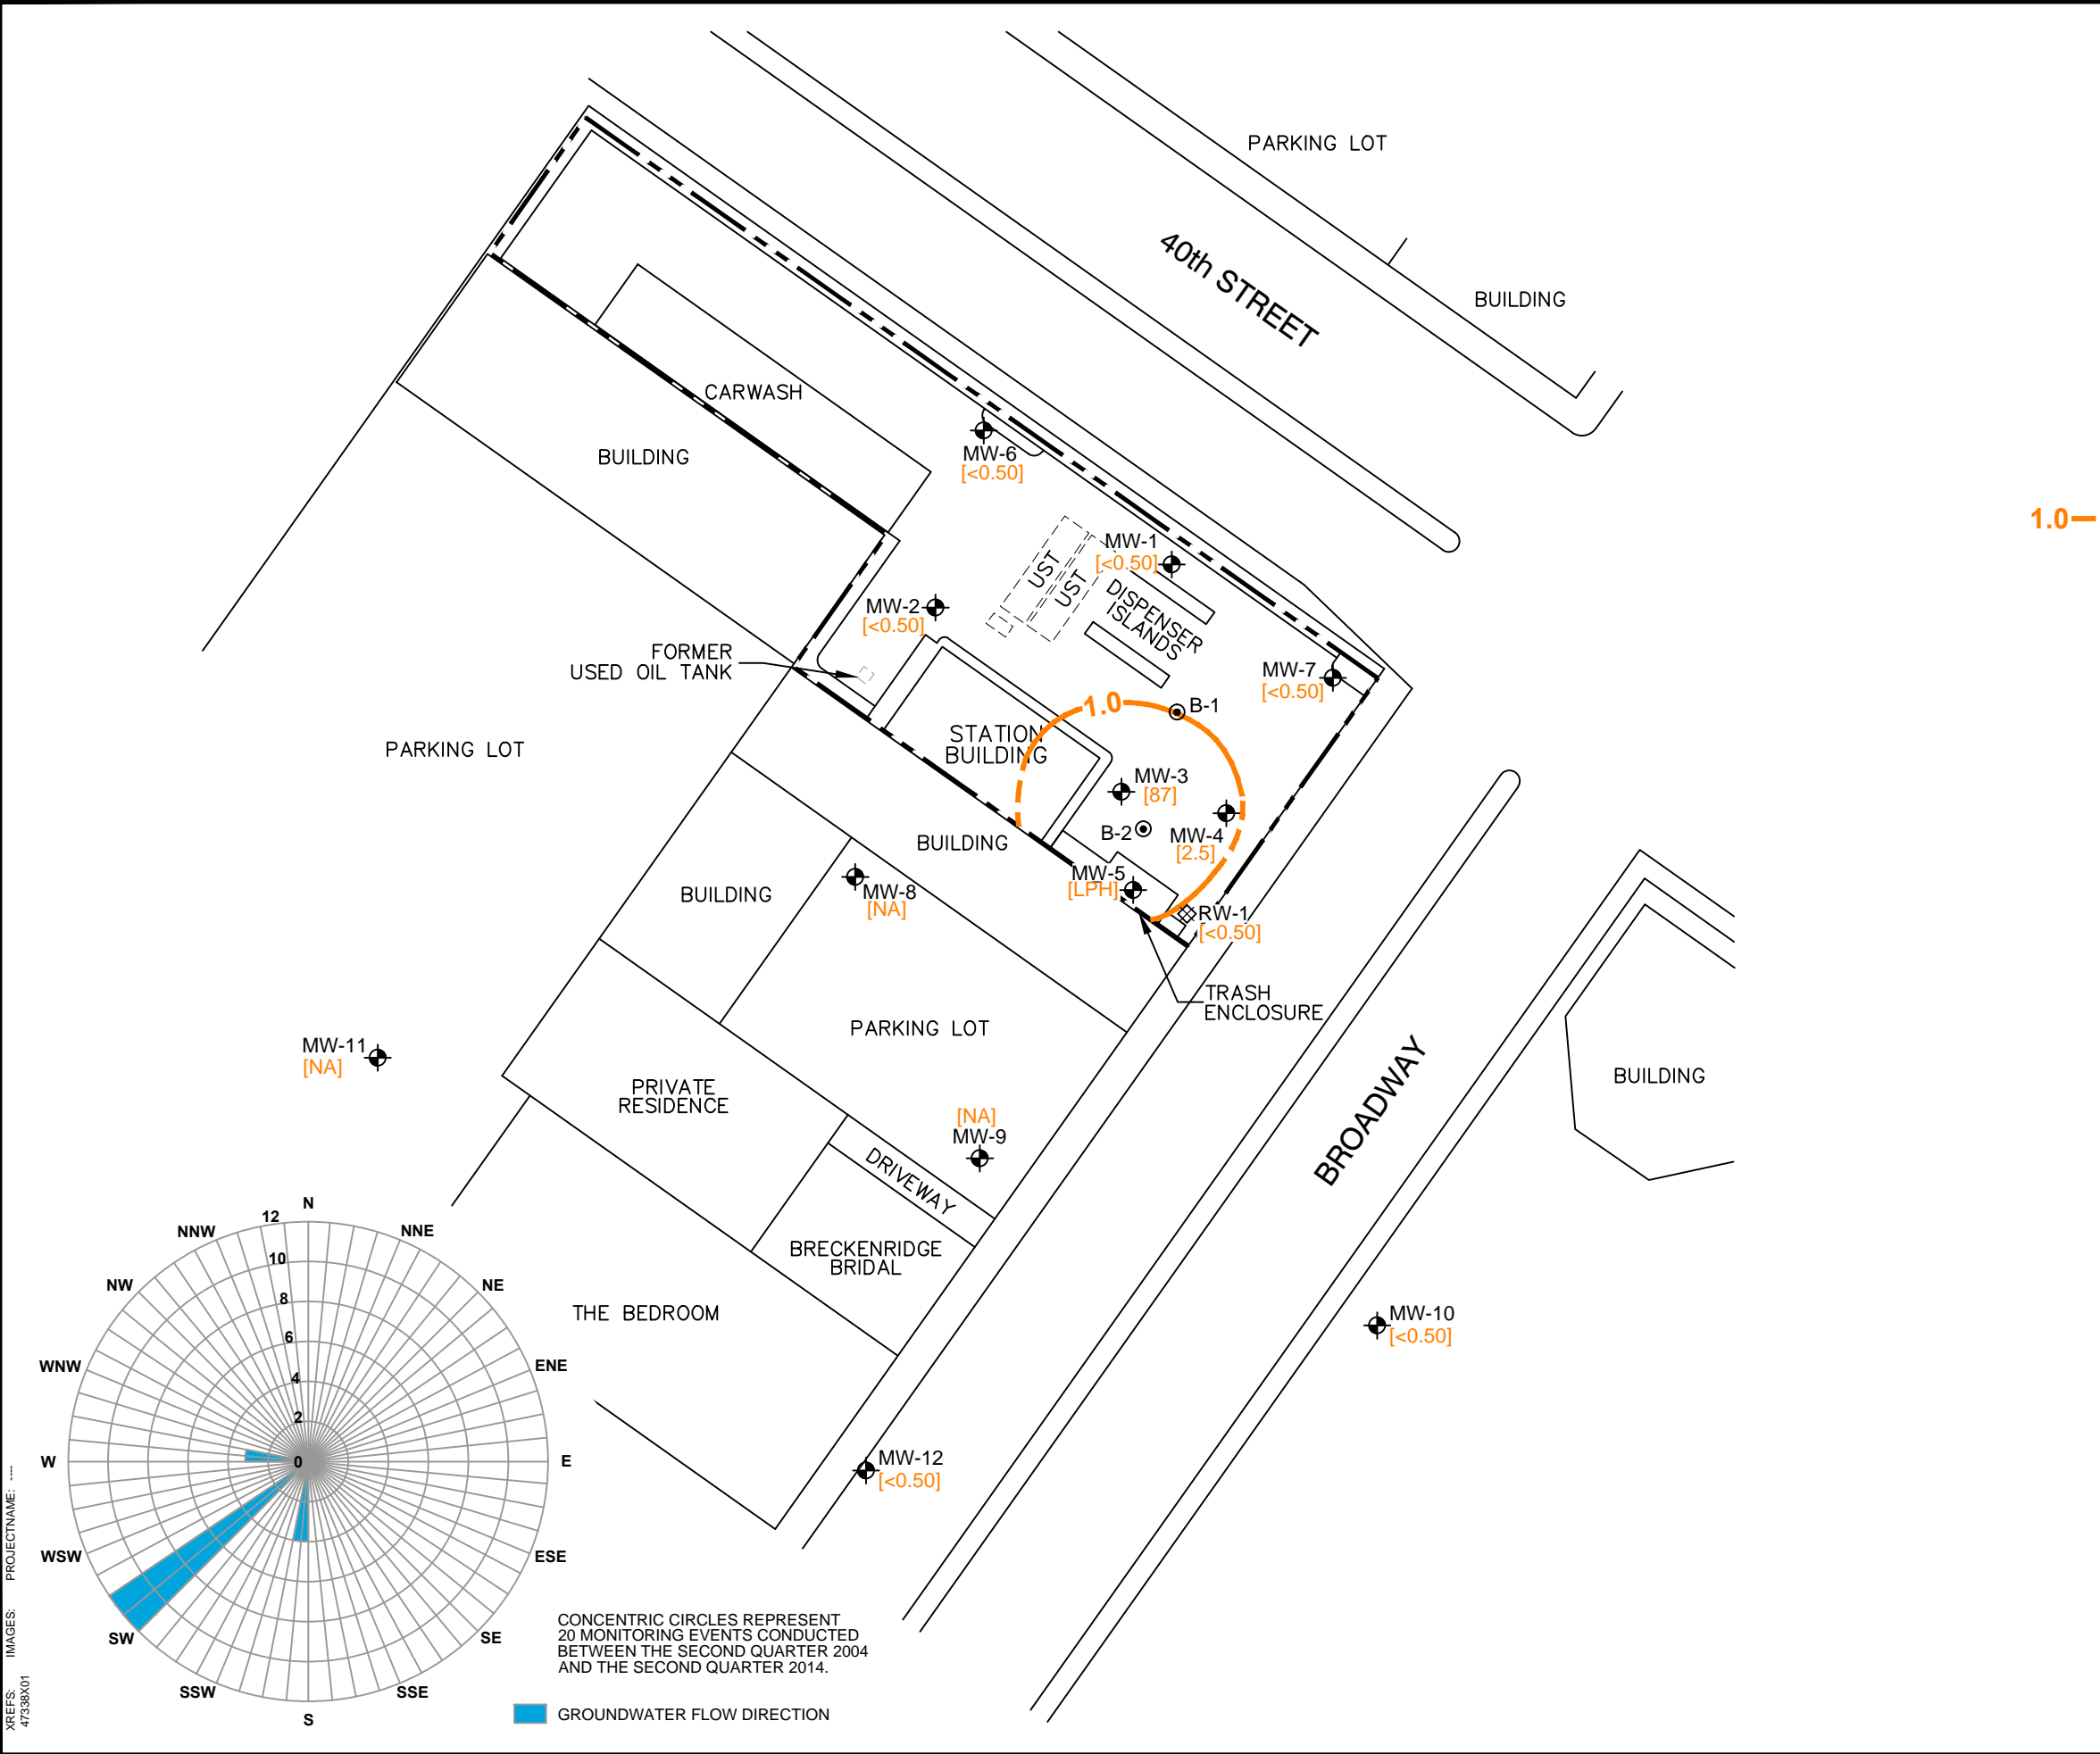 PARKING LOT
40th STREET
BUILDING
CARWASH
BUILDING
MW-6
[<0.50]
1.0
MW-1
[<0.50]
UST
UST
DISPENSER
ISLANDS
MW-2
[<0.50]
FORMER
USED OIL TANK
MW-7
[<0.50]
1.0
B-1
STATION
BUILDING
PARKING LOT
MW-3
[87]
B-2
MW-4
[2.5]
BUILDING
MW-5
[LPH]
BUILDING
MW-8
[NA]
RW-1
[<0.50]
TRASH
ENCLOSURE
PARKING LOT
MW-11
[NA]
BROADWAY
BUILDING
PRIVATE
RESIDENCE
[NA]
MW-9
DRIVEWAY
BRECKENRIDGE
BRIDAL
THE BEDROOM
MW-10
[<0.50]
MW-12
[<0.50]
N
NNE
NE
ENE
E
ESE
SE
SSE
S
SSW
SW
WSW
W
WNW
NW
NNW
12
10
8
6
4
2
0
CONCENTRIC CIRCLES REPRESENT
20 MONITORING EVENTS CONDUCTED
BETWEEN THE SECOND QUARTER 2004
AND THE SECOND QUARTER 2014.
GROUNDWATER FLOW DIRECTION
XREFS: IMAGES: PROJECTNAME: ----
47338X01